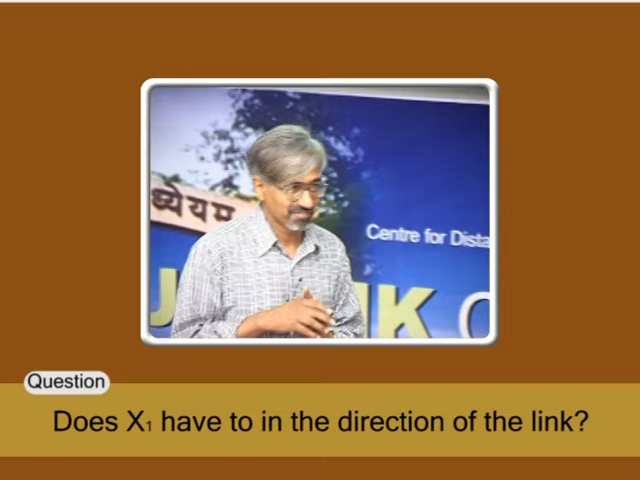 ध्येयम
Centre for Dista
Question
Does X₁ have to in the direction of the link?